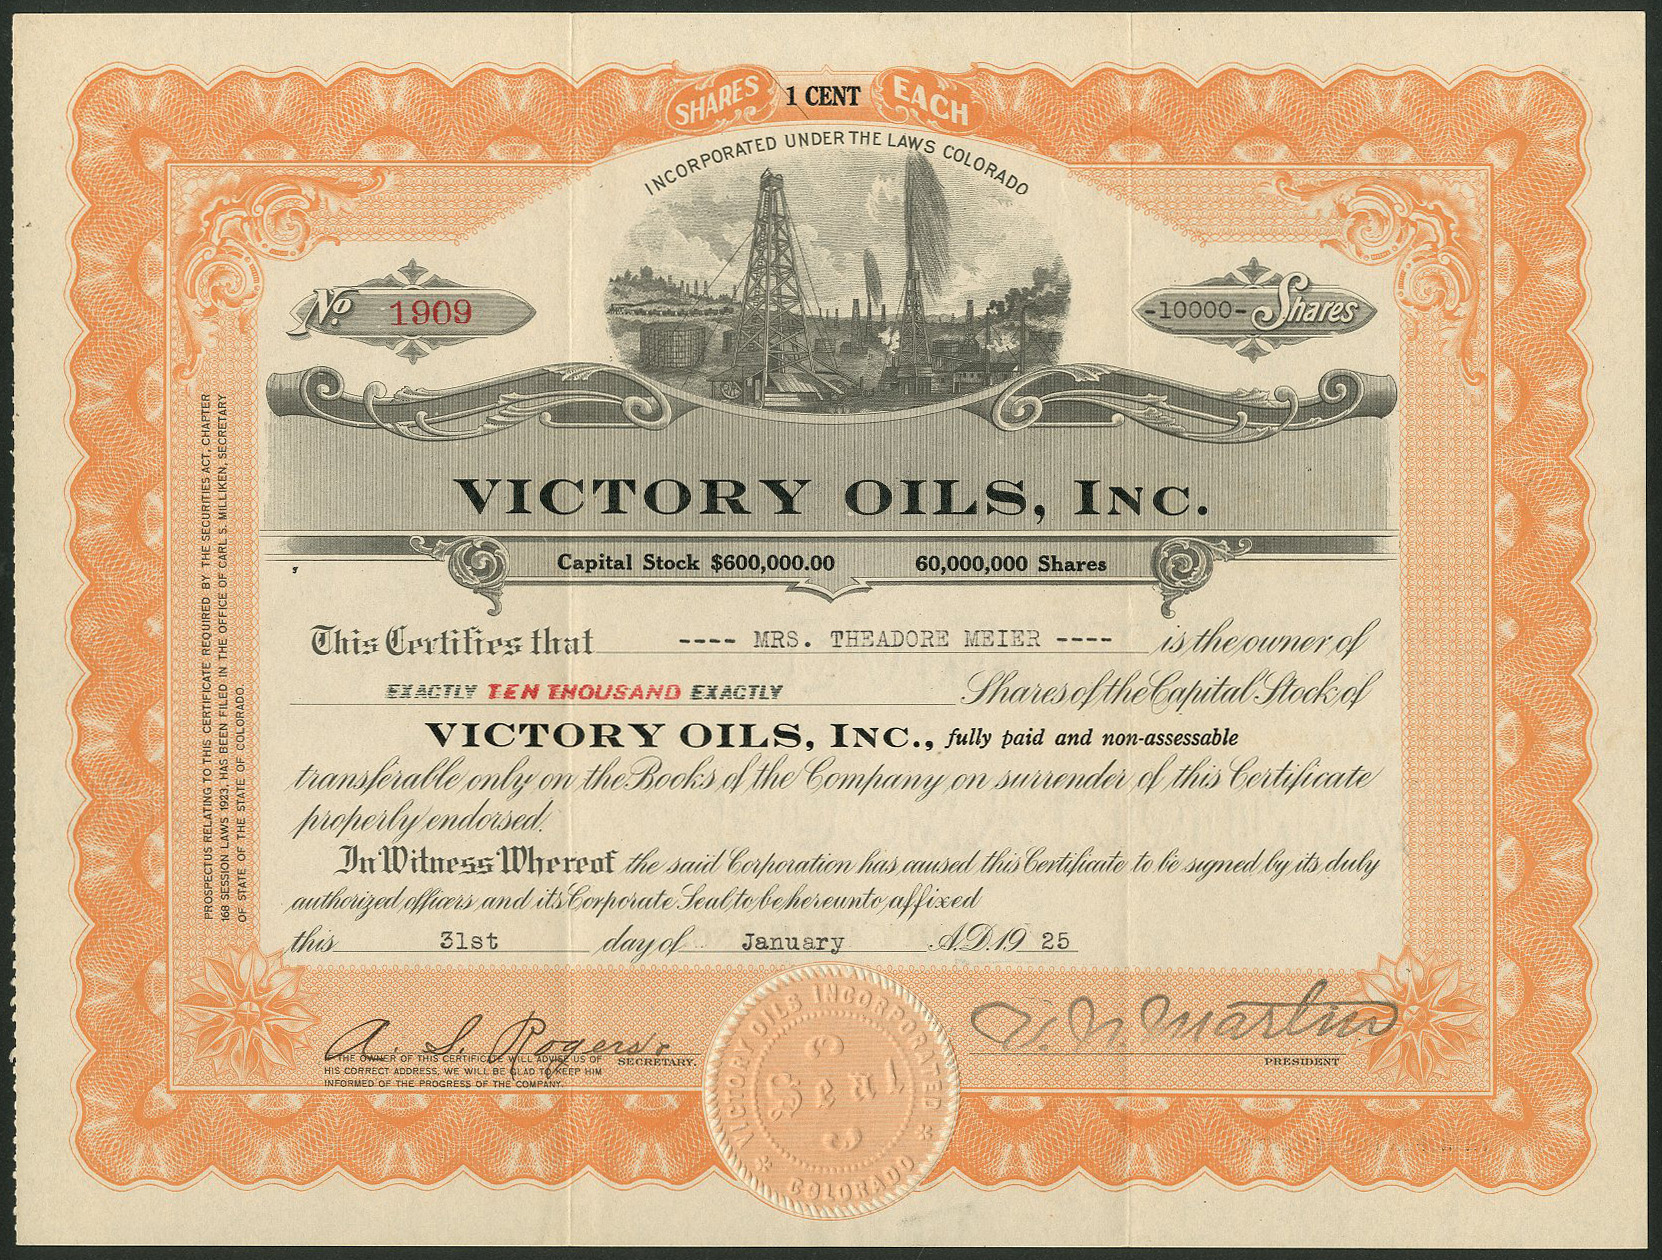 SHARES 1 CENT EACH
INCORPORATED UNDER THE LAWS COLORADO
No. 1909
-10000- Shares
VICTORY OILS, INC.
Capital Stock $600,000.00 60,000,000 Shares
This Certifies that ---- MRS. THEADORE MEIER ---- is the owner of
EXACTLY TEN THOUSAND EXACTLY Shares of the Capital Stock of
VICTORY OILS, INC., fully paid and non-assessable
transferable only on the Books of the Company on surrender of this Certificate
properly endorsed.
In Witness Whereof the said Corporation has caused this Certificate to be signed by its duly
authorized officers and its Corporate Seal to be hereunto affixed
this 31st day of January A.D. 19 25
PROSPECTUS RELATING TO THIS CERTIFICATE REQUIRED BY THE SECURITIES ACT, CHAPTER
168 SESSION LAWS 1923, HAS BEEN FILED IN THE OFFICE OF CARL S. MILLIKEN, SECRETARY
OF STATE OF THE STATE OF COLORADO.
A. S. Rogers
SECRETARY.
IF THE OWNER OF THIS CERTIFICATE WILL ADVISE US OF
HIS CORRECT ADDRESS, WE WILL BE GLAD TO KEEP HIM
INFORMED OF THE PROGRESS OF THE COMPANY.
VICTORY OILS INCORPORATED
Seal
COLORADO
Martin
PRESIDENT